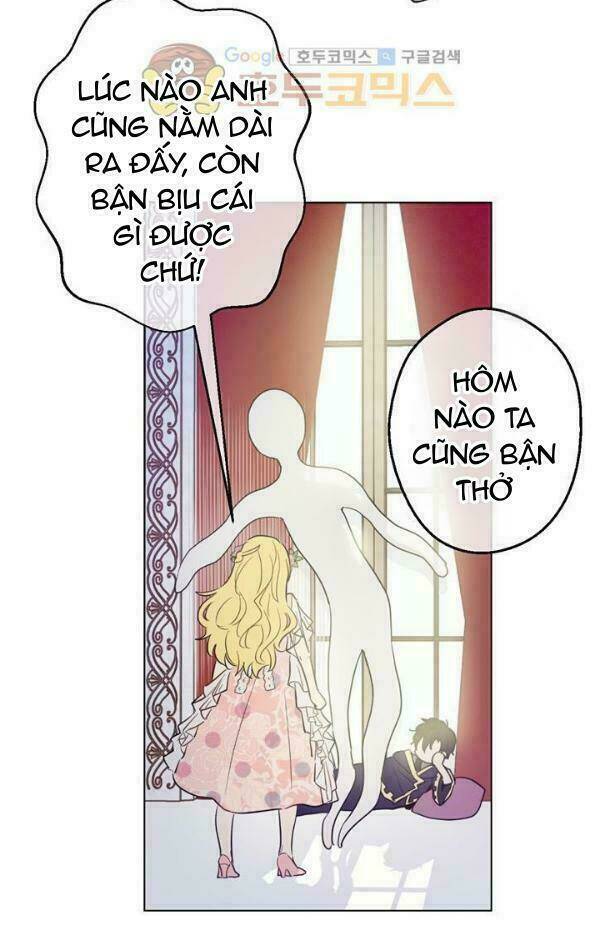 Google 호두코믹스 구글검색
호두코믹스
LÚC NÀO ANH
CŨNG NẰM DÀI
RA ĐẤY, CÒN
BẬN BỊU CÁI
GÌ ĐƯỢC
CHỨ!
HÔM
NÀO TA
CŨNG BẬN
THỞ